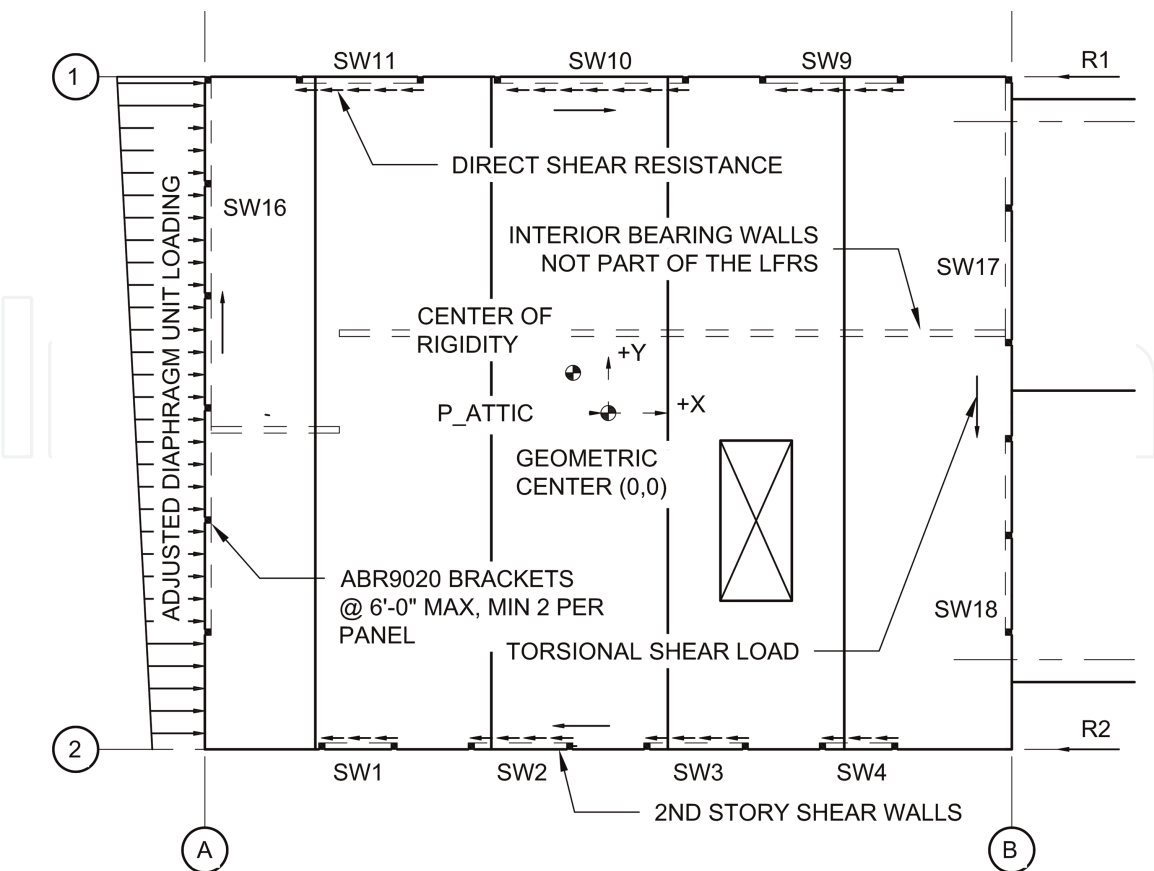 SW11
SW10
SW9
R1
1
DIRECT SHEAR RESISTANCE
ADJUSTED DIAPHRAGM UNIT LOADING
SW16
INTERIOR BEARING WALLS
NOT PART OF THE LFRS
SW17
CENTER OF
RIGIDITY
+Y
P_ATTIC
+X
GEOMETRIC
CENTER (0,0)
ABR9020 BRACKETS
@ 6'-0" MAX, MIN 2 PER
PANEL
SW18
TORSIONAL SHEAR LOAD
R2
2
SW1
SW2
SW3
SW4
2ND STORY SHEAR WALLS
A
B